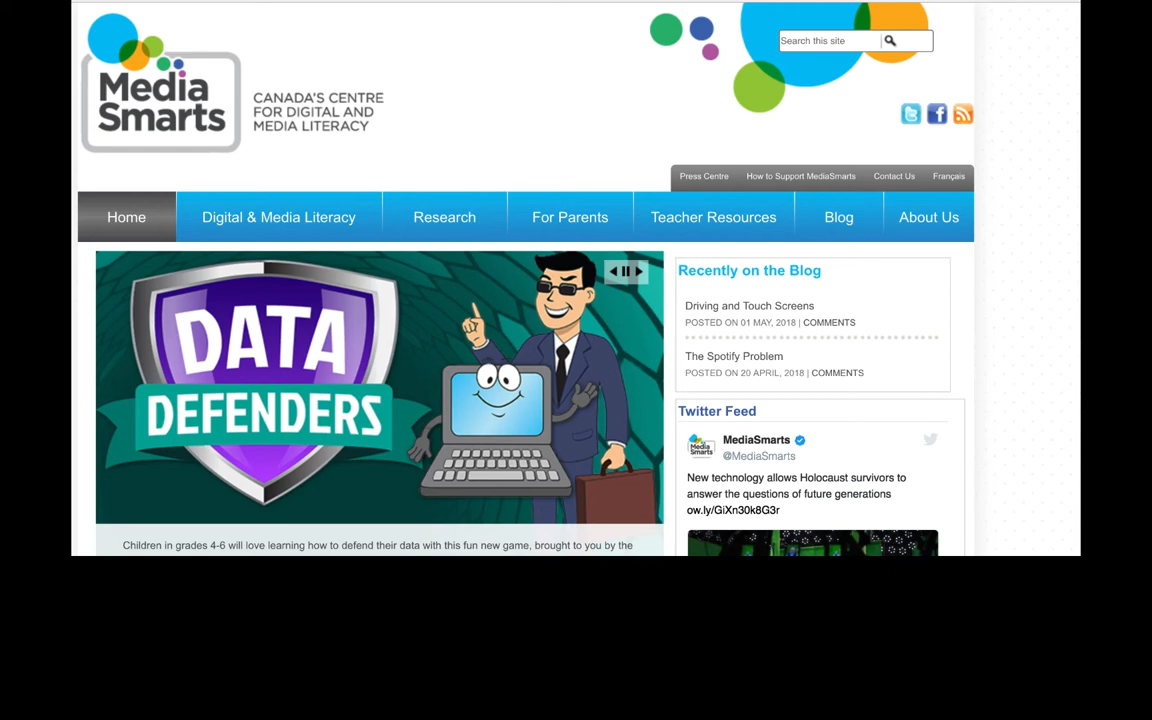 Media
Smarts
CANADA'S CENTRE
FOR DIGITAL AND
MEDIA LITERACY
Search this site
Press Centre
How to Support MediaSmarts
Contact Us
Français
Home
Digital & Media Literacy
Research
For Parents
Teacher Resources
Blog
About Us
DATA
DEFENDERS
Children in grades 4-6 will love learning how to defend their data with this fun new game, brought to you by the
Recently on the Blog
Driving and Touch Screens
POSTED ON 01 MAY, 2018 | COMMENTS
The Spotify Problem
POSTED ON 20 APRIL, 2018 | COMMENTS
Twitter Feed
Media
Smarts
MediaSmarts
@MediaSmarts
New technology allows Holocaust survivors to
answer the questions of future generations
ow.ly/GiXn30k8G3r